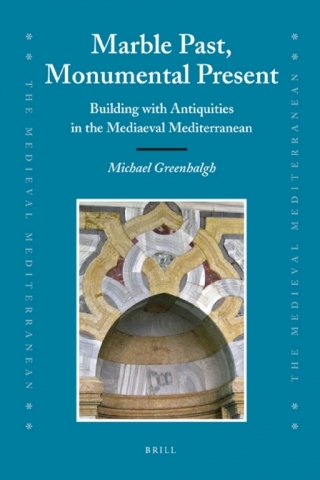 Marble Past,
Monumental Present
Building with Antiquities
in the Mediaeval Mediterranean
Michael Greenhalgh
** THE MEDIEVAL MEDITERRANEAN **
** THE MEDIEVAL MEDITERRANEAN **
BRILL